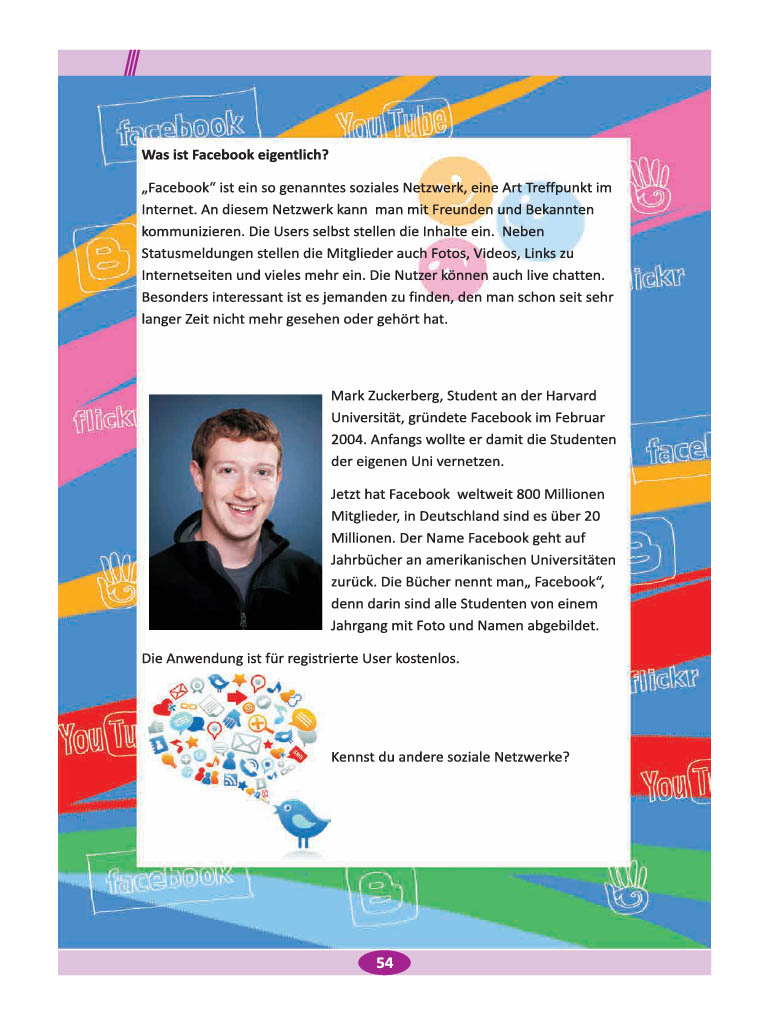 facebook
YouTube
Was ist Facebook eigentlich?
„Facebook“ ist ein so genanntes soziales Netzwerk, eine Art Treffpunkt im
Internet. An diesem Netzwerk kann  man mit Freunden und Bekannten
kommunizieren. Die Users selbst stellen die Inhalte ein.  Neben
Statusmeldungen stellen die Mitglieder auch Fotos, Videos, Links zu
Internetseiten und vieles mehr ein. Die Nutzer können auch live chatten.
Besonders interessant ist es jemanden zu finden, den man schon seit sehr
langer Zeit nicht mehr gesehen oder gehört hat.
lickr
Mark Zuckerberg, Student an der Harvard
Universität, gründete Facebook im Februar
2004. Anfangs wollte er damit die Studenten
der eigenen Uni vernetzen.
flickr
facel
Jetzt hat Facebook  weltweit 800 Millionen
Mitglieder, in Deutschland sind es über 20
Millionen. Der Name Facebook geht auf
Jahrbücher an amerikanischen Universitäten
zurück. Die Bücher nennt man„ Facebook“,
denn darin sind alle Studenten von einem
Jahrgang mit Foto und Namen abgebildet.
Die Anwendung ist für registrierte User kostenlos.
flickr
YouTu
Kennst du andere soziale Netzwerke?
YouT
facebook
54